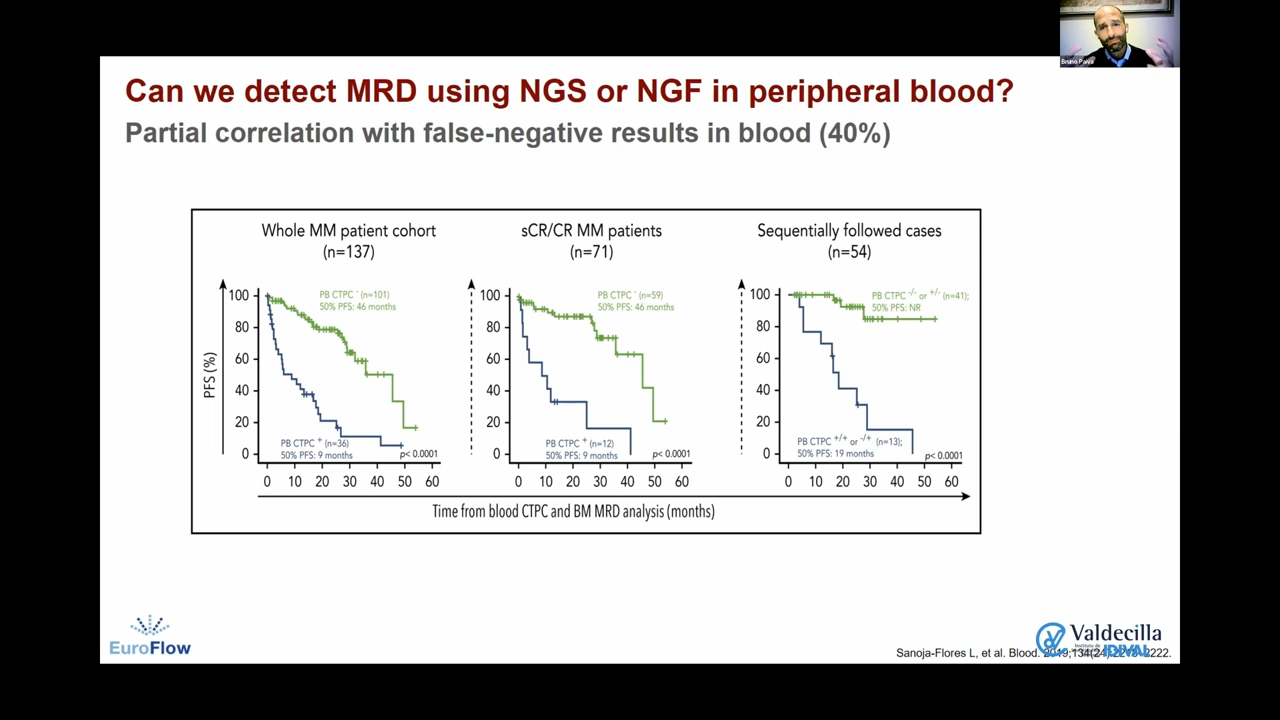 Bruno Paiva
Can we detect MRD using NGS or NGF in peripheral blood?
Partial correlation with false-negative results in blood (40%)
Whole MM patient cohort
(n=137)
PFS (%)
100
80
60
40
20
0
PB CTPC - (n=101)
50% PFS: 46 months
PB CTPC + (n=36)
50% PFS: 9 months
p< 0.0001
0 10 20 30 40 50 60
sCR/CR MM patients
(n=71)
100
80
60
40
20
0
PB CTPC - (n=59)
50% PFS: 46 months
PB CTPC + (n=12)
50% PFS: 9 months
p< 0.0001
0 10 20 30 40 50 60
Sequentially followed cases
(n=54)
100
80
60
40
20
0
PB CTPC -/- or +/- (n=41);
50% PFS: NR
PB CTPC +/+ or -/+ (n=13);
50% PFS: 19 months
p< 0.0001
0 10 20 30 40 50 60
Time from blood CTPC and BM MRD analysis (months)
EuroFlow
Valdecilla
IDIVAL
Sanoja-Flores L, et al. Blood.